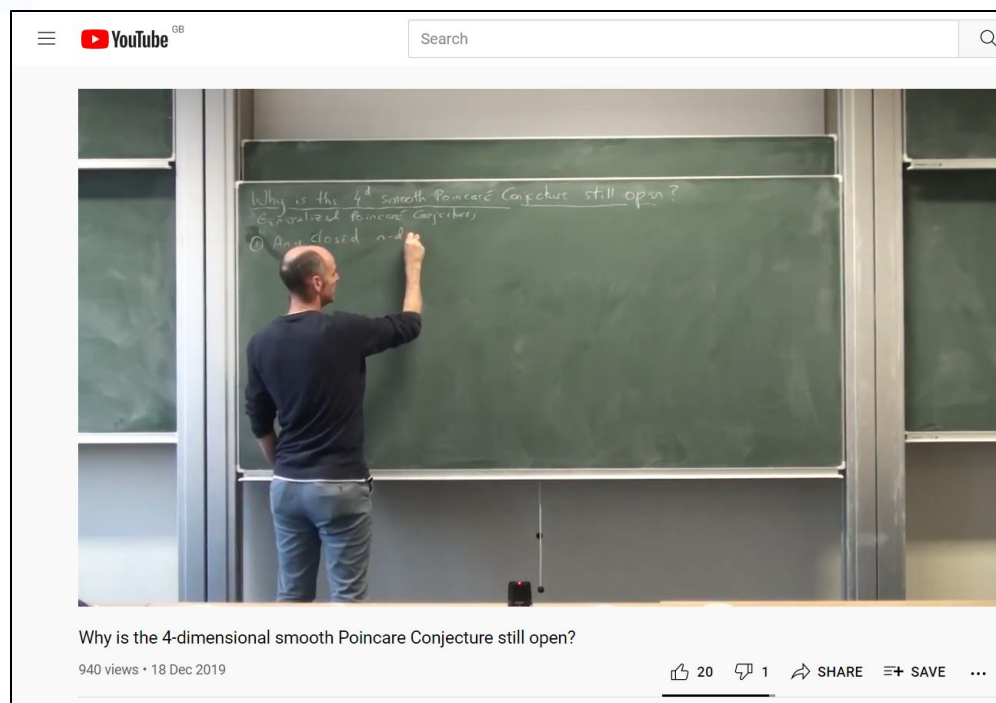 YouTube GB
Search
Why is the 4d smooth Poincaré Conjecture still open?
Generalized Poincaré Conjectures
① Any closed n-d
Why is the 4-dimensional smooth Poincare Conjecture still open?
940 views • 18 Dec 2019
20 1 SHARE SAVE